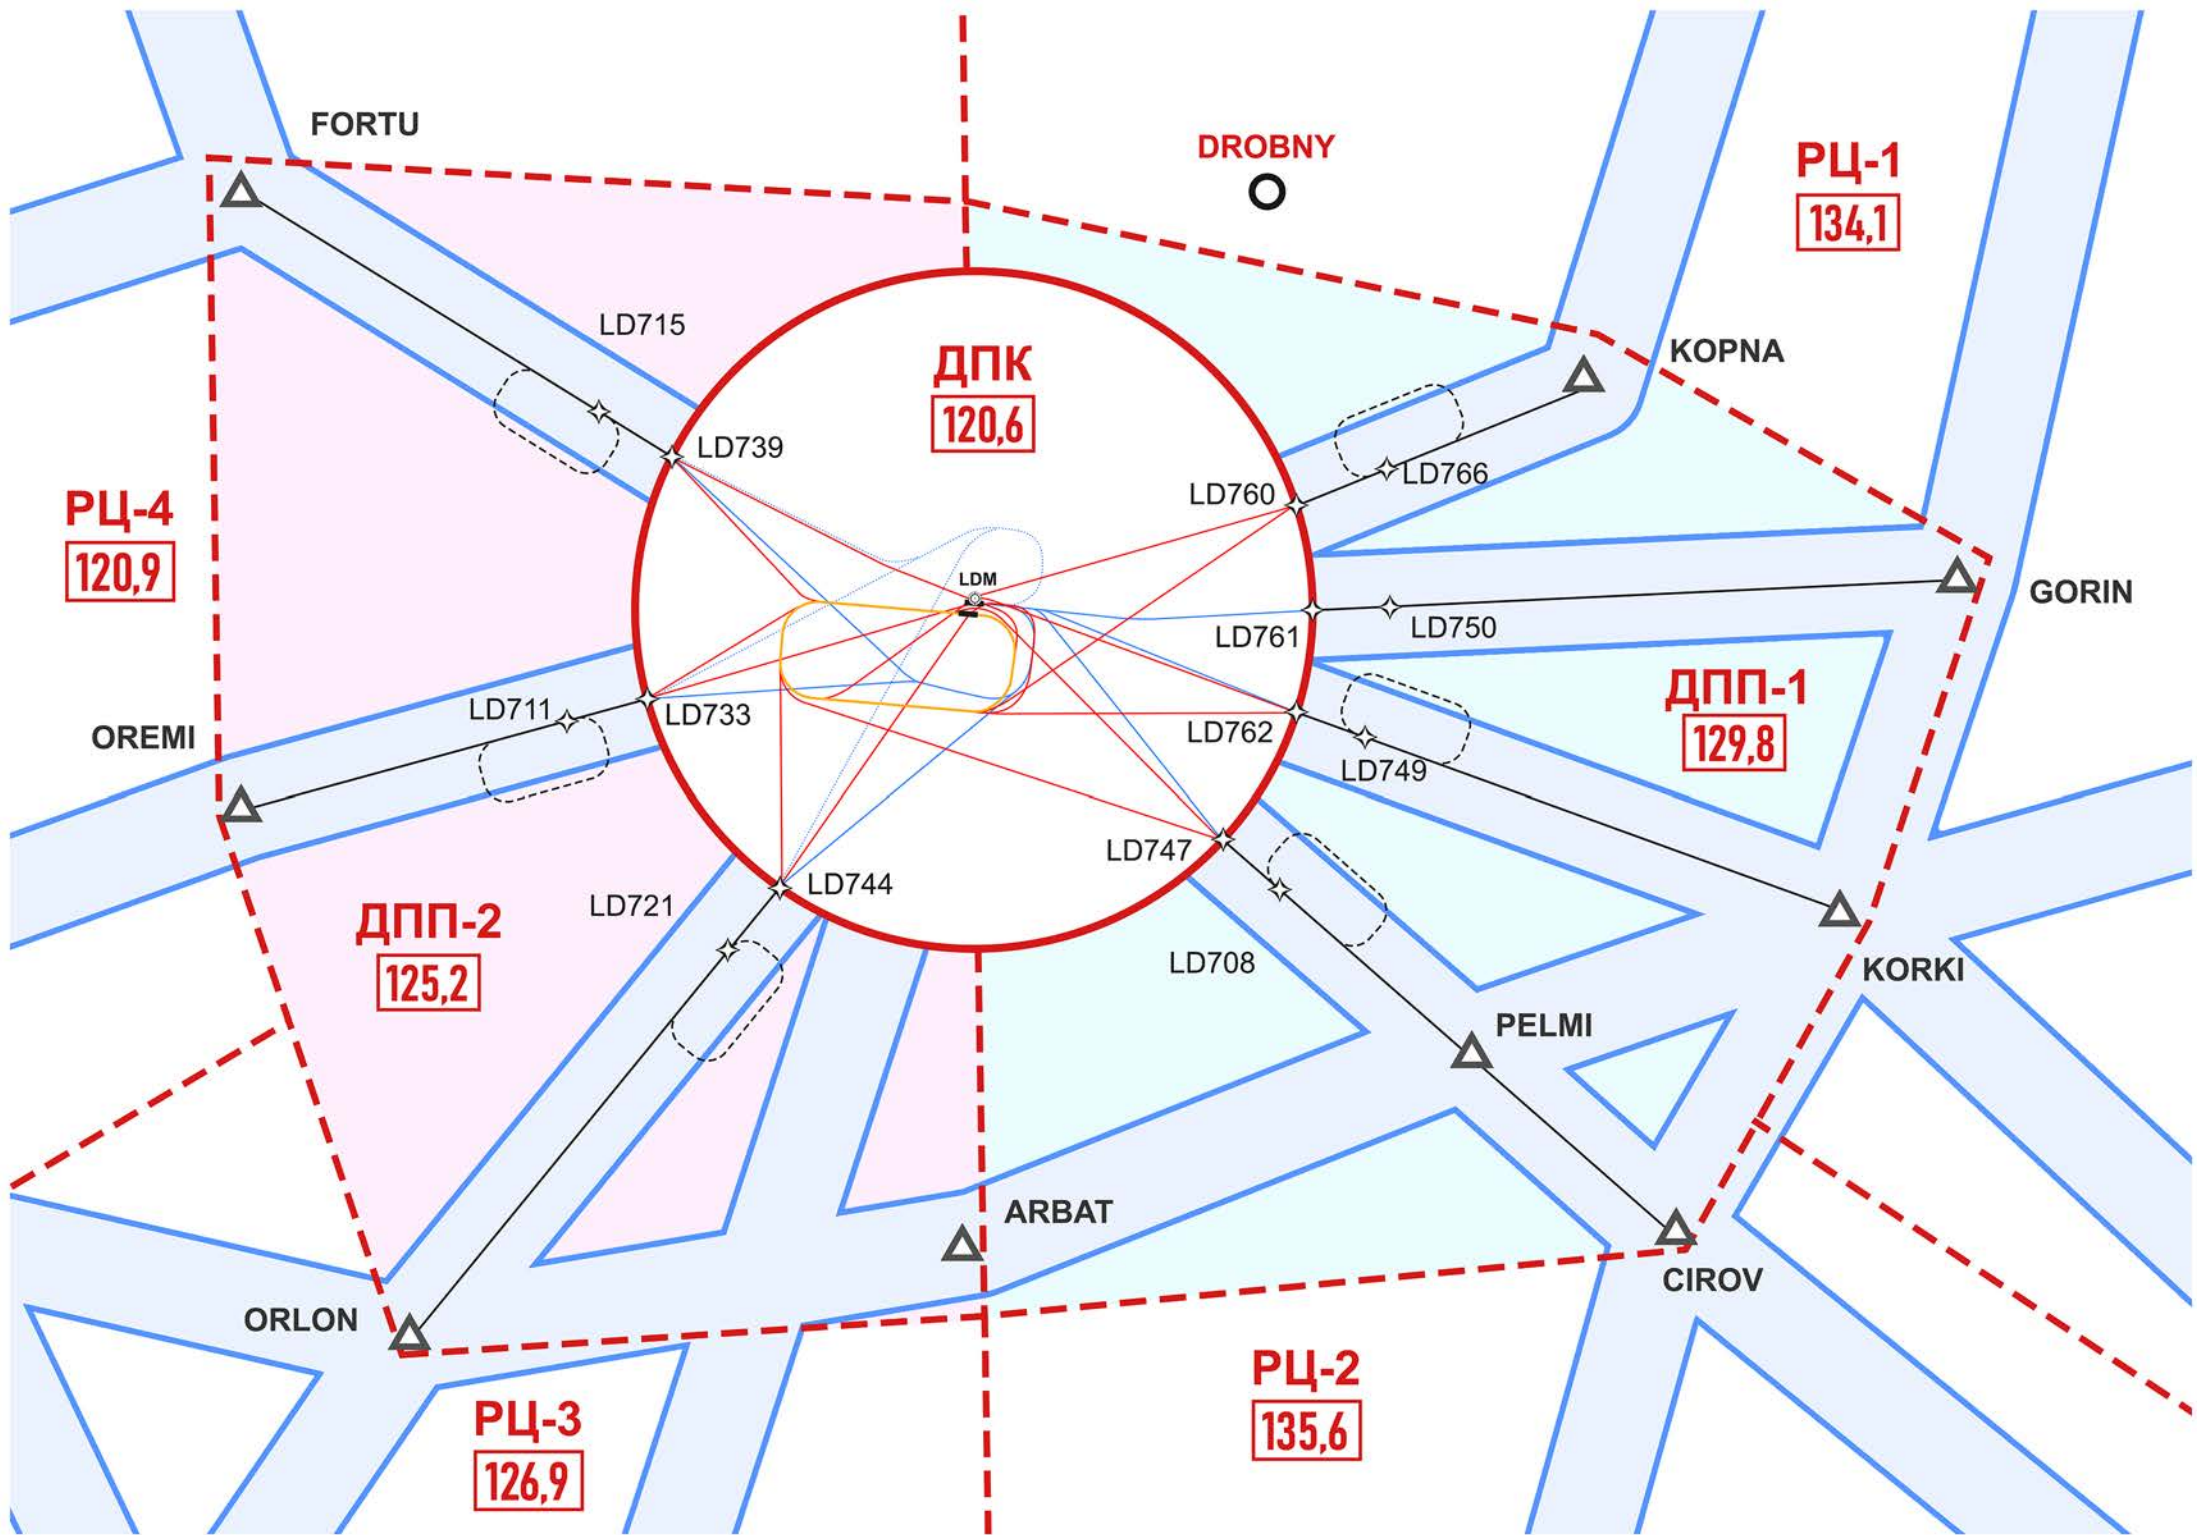 FORTU
DROBNY
РЦ-1
134,1
LD715
ДПК
120,6
KOPNA
LD739
LD766
LD760
РЦ-4
120,9
LDM
GORIN
LD750
LD761
ДПП-1
129,8
LD711
LD733
OREMI
LD762
LD749
LD747
LD744
LD721
ДПП-2
125,2
LD708
KORKI
PELMI
ARBAT
CIROV
ORLON
РЦ-2
135,6
РЦ-3
126,9